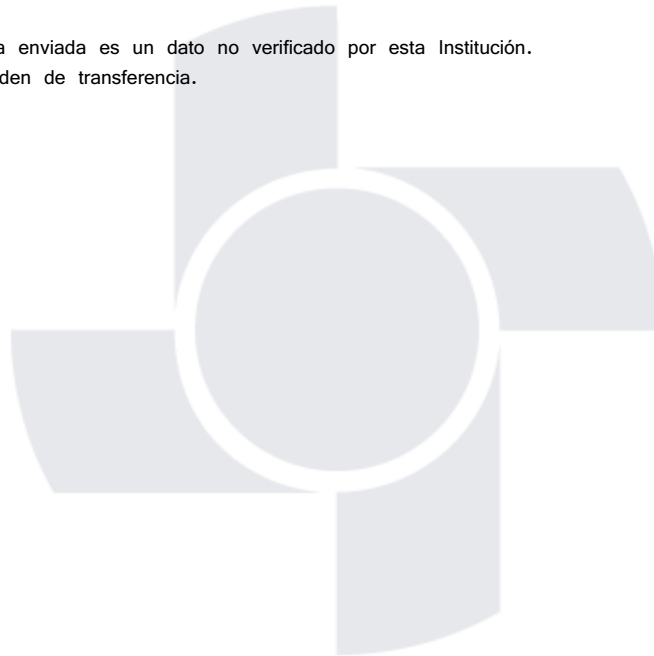 a enviada es un dato no verificado por esta Institución.
den de transferencia.